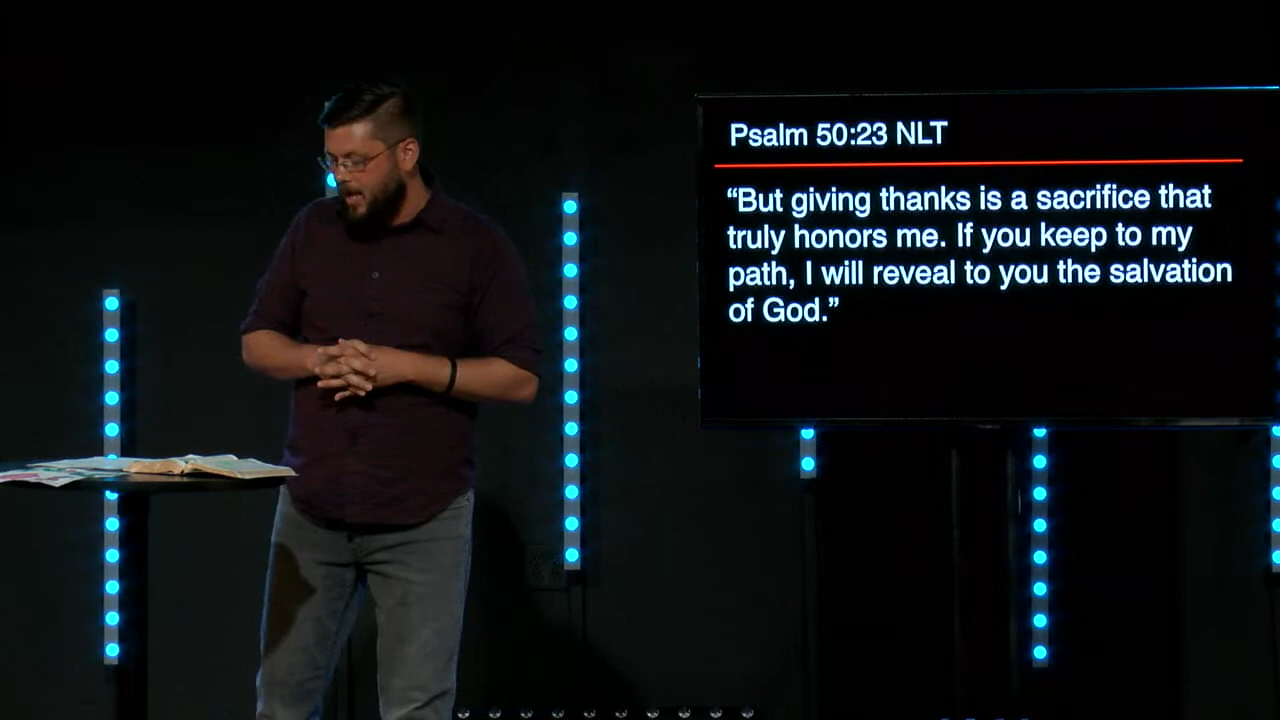 Psalm 50:23 NLT
“But giving thanks is a sacrifice that
truly honors me. If you keep to my
path, I will reveal to you the salvation
of God.”